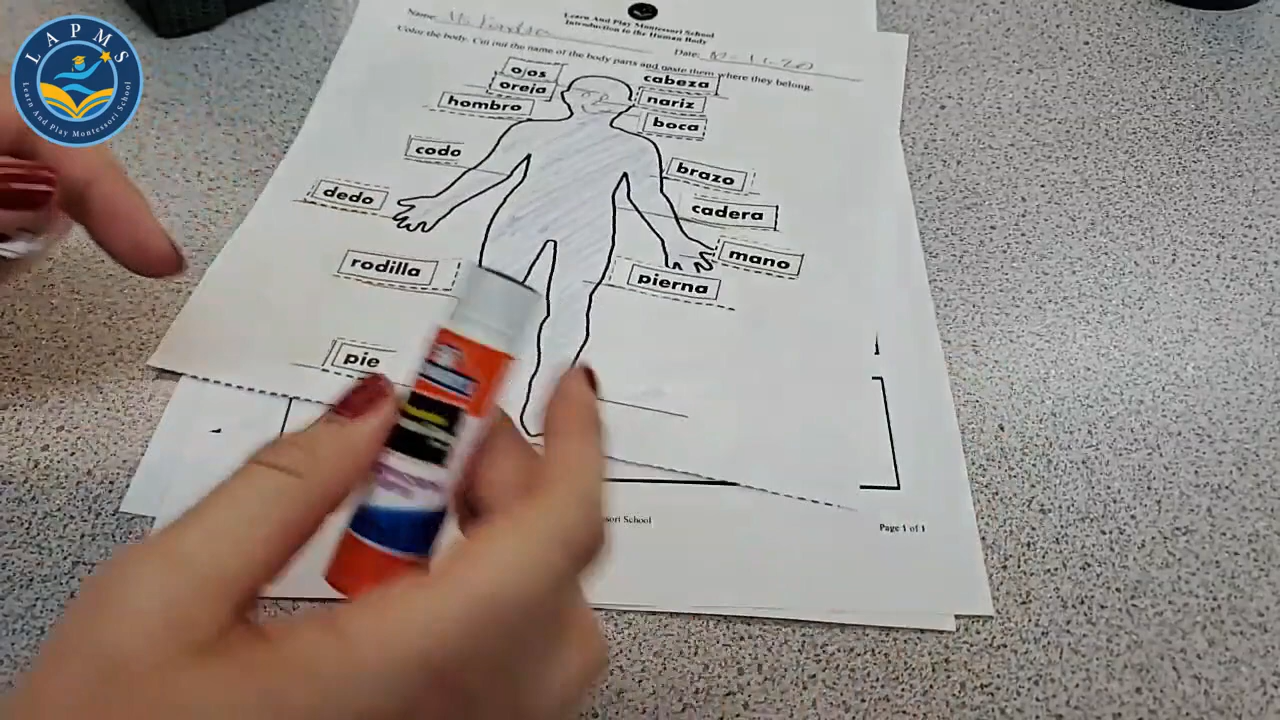 LAPMS
Learn And Play Montessori School
Learn And Play Montessori School
Introduction to the Human Body
Name:
Date:
Color the body. Cut out the name of the body parts and paste them where they belong.
ojos
cabeza
oreja
nariz
hombro
boca
codo
brazo
dedo
cadera
mano
rodilla
pierna
pie
School
Page 1 of 1